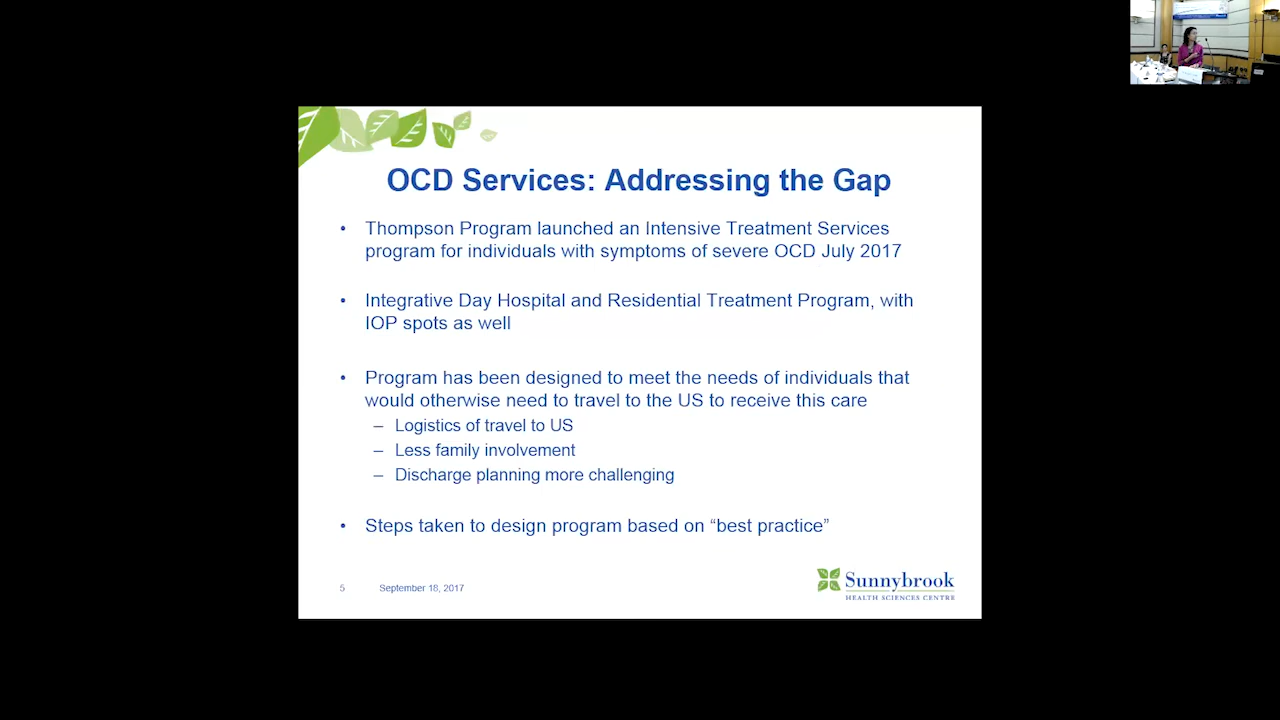 OCD Services: Addressing the Gap
• Thompson Program launched an Intensive Treatment Services
program for individuals with symptoms of severe OCD July 2017
• Integrative Day Hospital and Residential Treatment Program, with
IOP spots as well
• Program has been designed to meet the needs of individuals that
would otherwise need to travel to the US to receive this care
– Logistics of travel to US
– Less family involvement
– Discharge planning more challenging
• Steps taken to design program based on “best practice”
5 September 18, 2017
Sunnybrook
HEALTH SCIENCES CENTRE